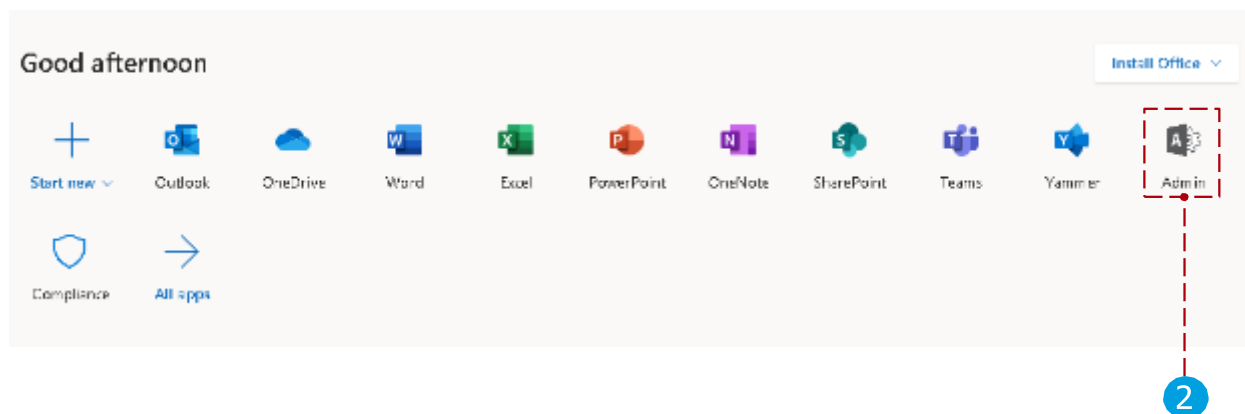 Good afternoon
Install Office
Start new
Outlook
OneDrive
Word
Excel
PowerPoint
OneNote
SharePoint
Teams
Yammer
Admin
Compliance
All apps
2